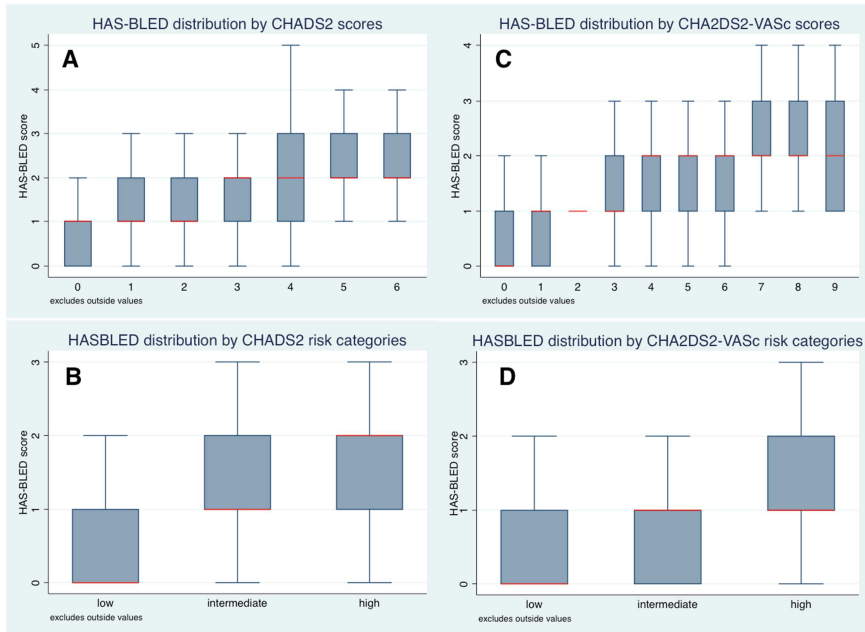 HAS-BLED distribution by CHADS2 scores
A
HAS-BLED score
5
4
3
2
1
0
0 1 2 3 4 5 6
excludes outside values
HAS-BLED distribution by CHA2DS2-VASc scores
C
HAS-BLED score
4
3
2
1
0
0 1 2 3 4 5 6 7 8 9
excludes outside values
HASBLED distribution by CHADS2 risk categories
B
HAS-BLED score
3
2
1
0
low intermediate high
excludes outside values
HASBLED distribution by CHA2DS2-VASc risk categories
D
HAS-BLED score
3
2
1
0
low intermediate high
excludes outside values